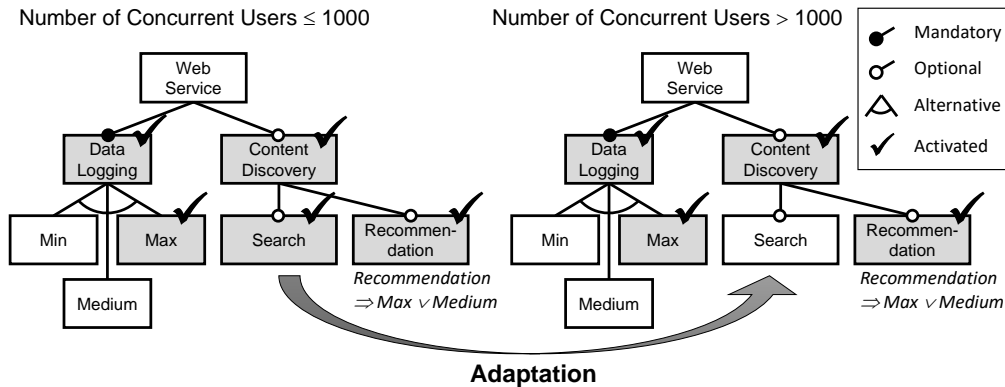 Number of Concurrent Users ≤ 1000
Web
Service
Data
Logging
Content
Discovery
Min
Max
Search
Recommen-
dation
Medium
Recommendation
⇒ Max ∨ Medium
Number of Concurrent Users > 1000
Web
Service
Data
Logging
Content
Discovery
Min
Max
Search
Recommen-
dation
Medium
Recommendation
⇒ Max ∨ Medium
Mandatory
Optional
Alternative
Activated
Adaptation